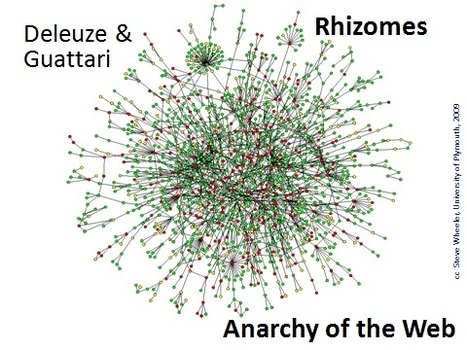 Deleuze &
Guattari
Rhizomes
Anarchy of the Web
cc Steve Wheeler, University of Plymouth, 2009